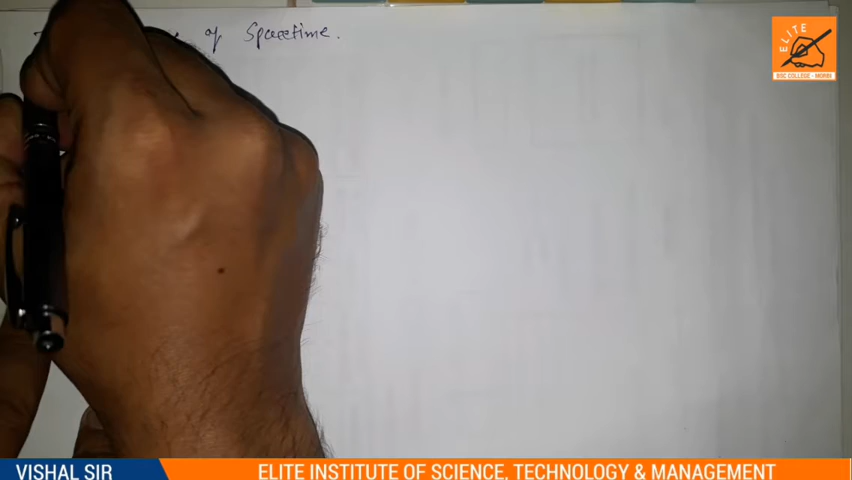 of Spacetime.
ELITE
BSC COLLEGE - MORBI
VISHAL SIR
ELITE INSTITUTE OF SCIENCE, TECHNOLOGY & MANAGEMENT